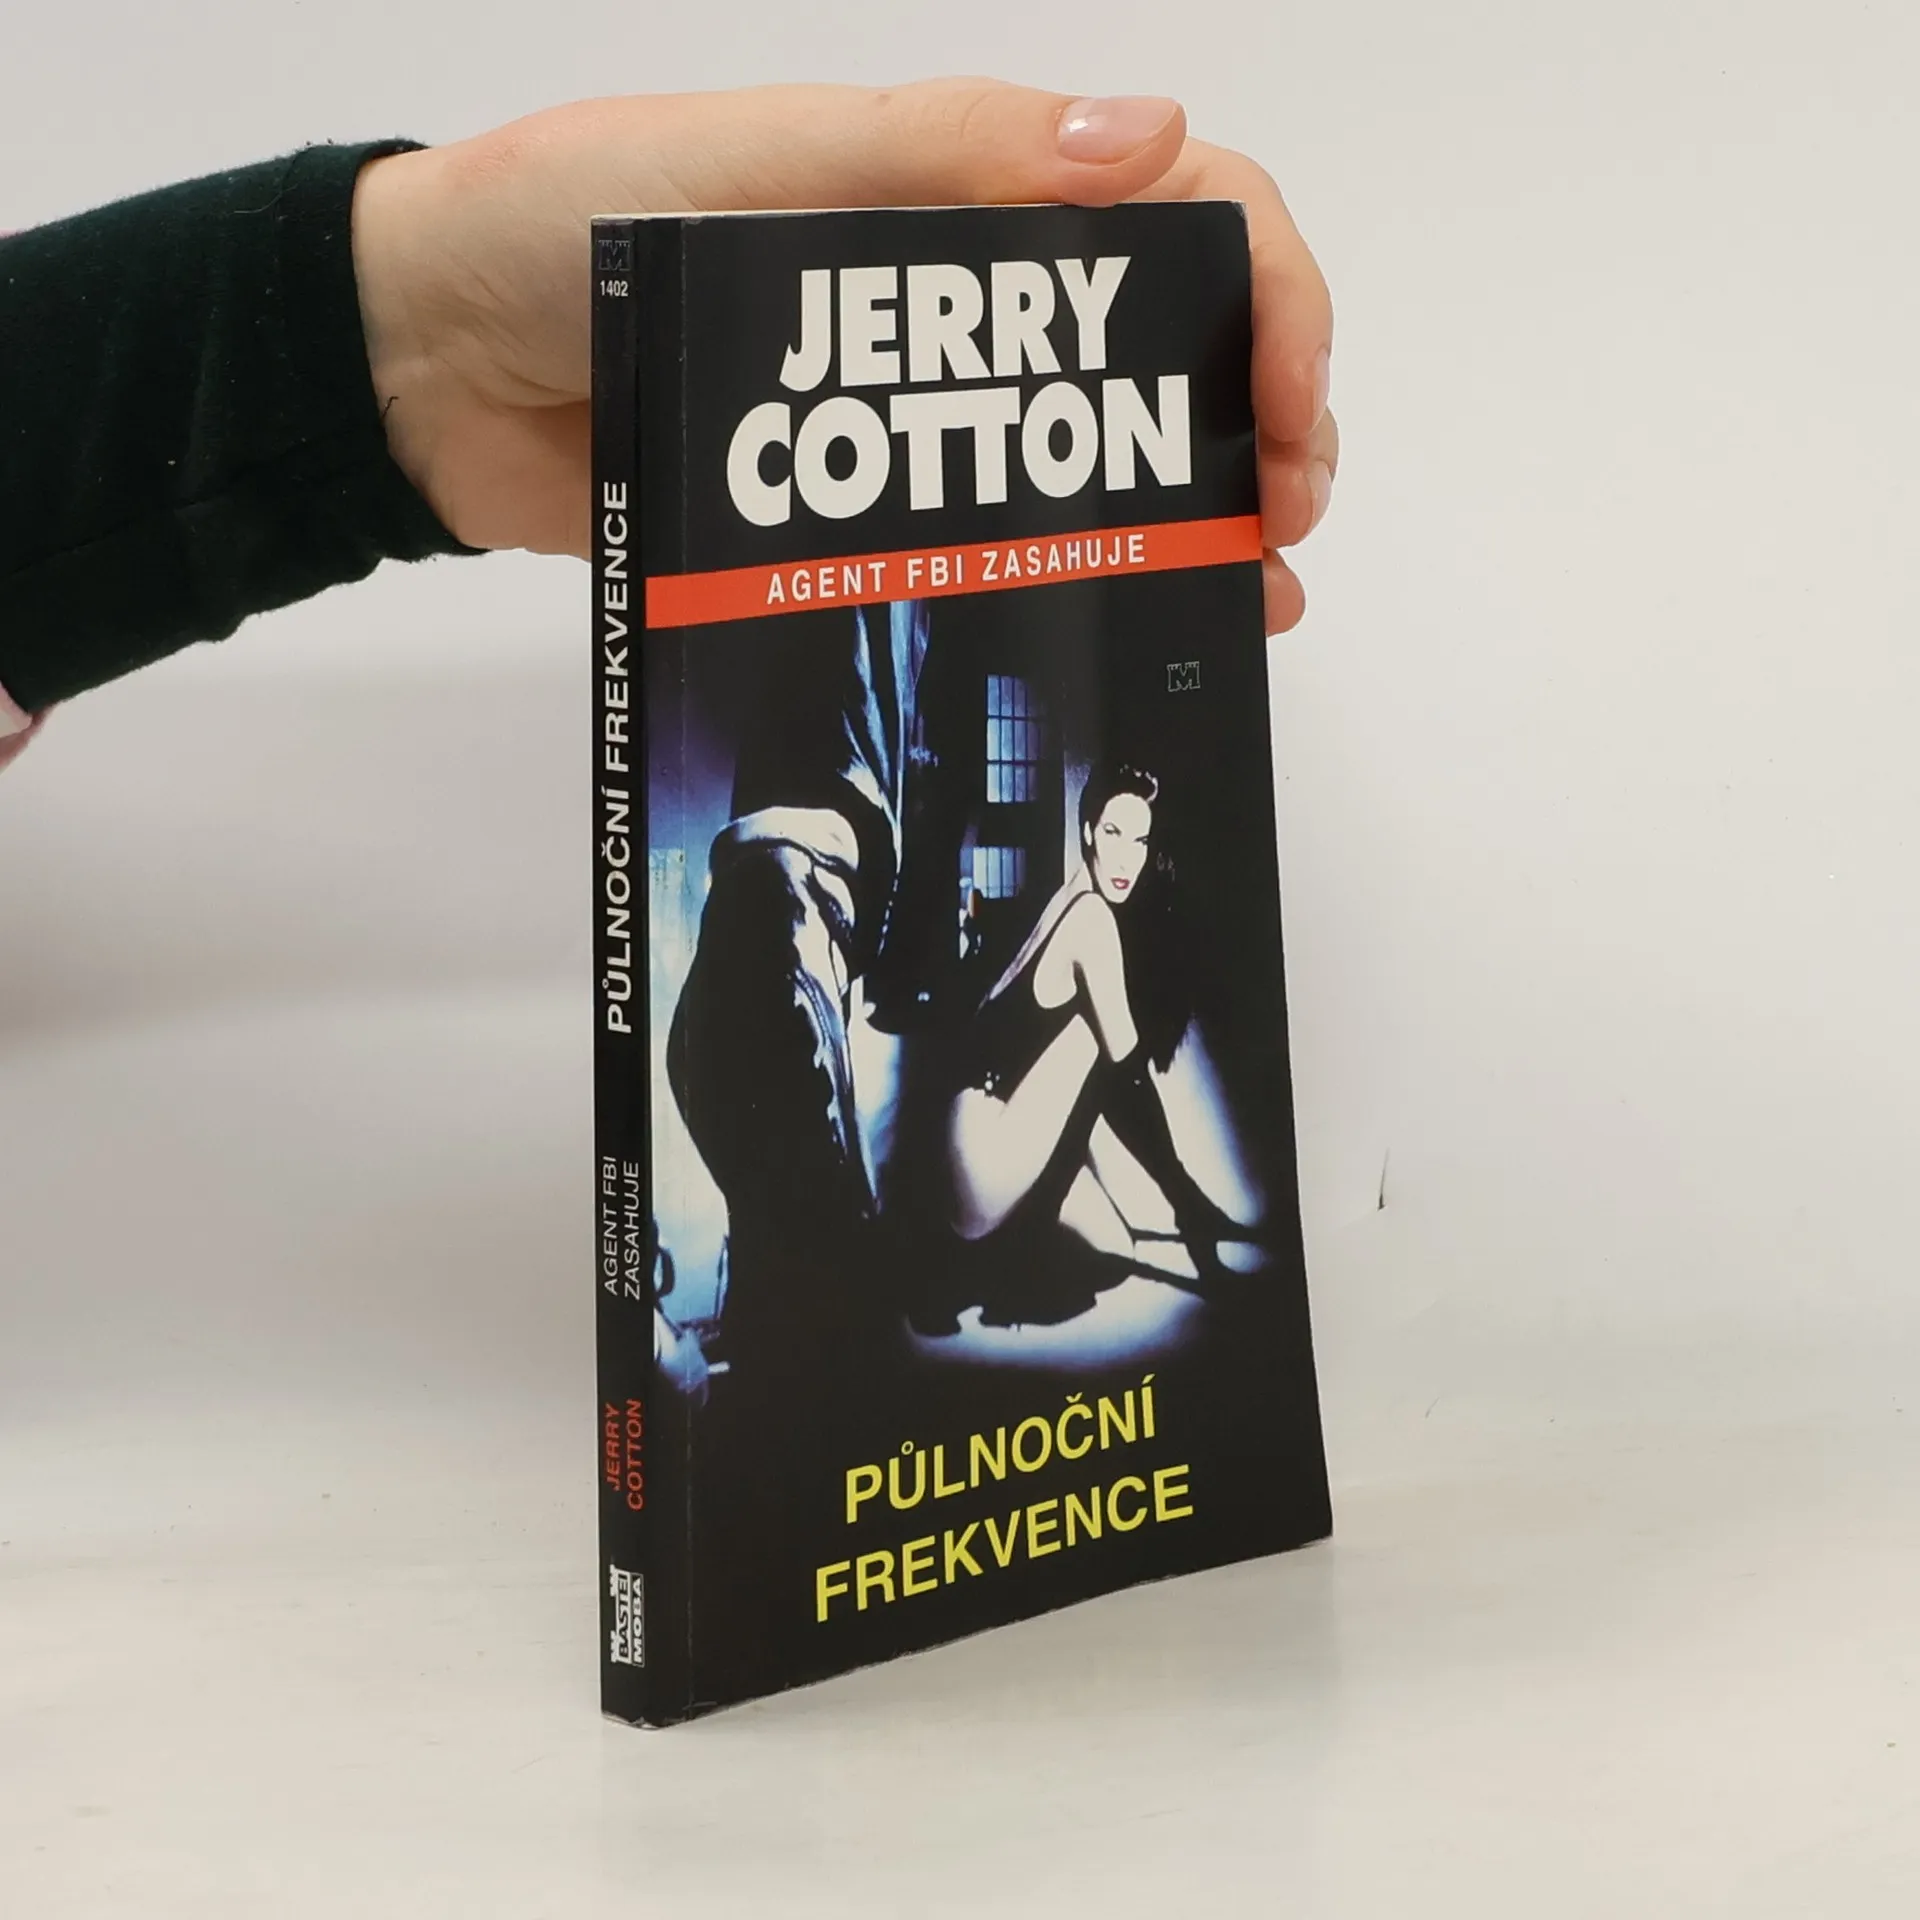 JERRY
COTTON
AGENT FBI ZASAHUJE
M
PŮLNOČNÍ
FREKVENCE
M
1402
PŮLNOČNÍ FREKVENCE
AGENT FBI
ZASAHUJE
JERRY
COTTON
BASTEI
MOBA